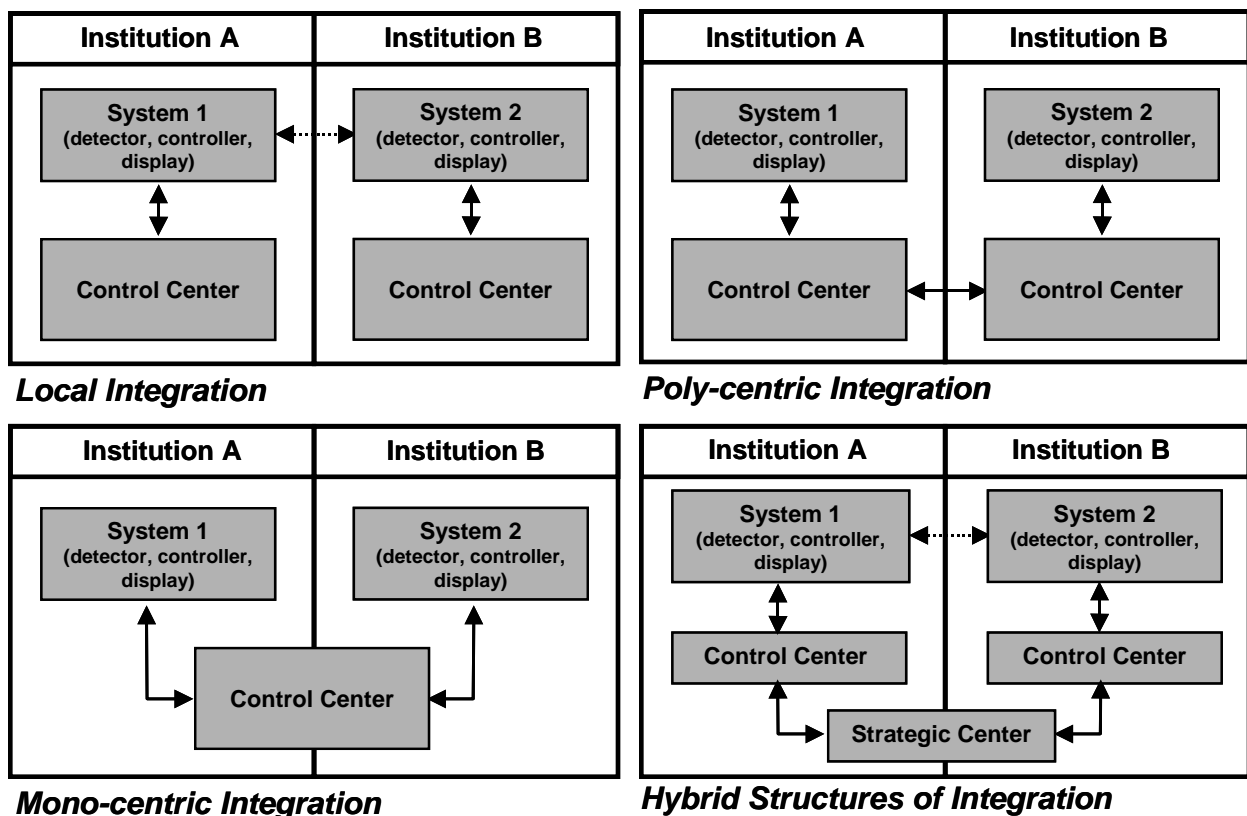 Institution A
Institution B
System 1
(detector, controller,
display)
System 2
(detector, controller,
display)
Control Center
Control Center
Local Integration
Institution A
Institution B
System 1
(detector, controller,
display)
System 2
(detector, controller,
display)
Control Center
Control Center
Poly-centric Integration
Institution A
Institution B
System 1
(detector, controller,
display)
System 2
(detector, controller,
display)
Control Center
Mono-centric Integration
Institution A
Institution B
System 1
(detector, controller,
display)
System 2
(detector, controller,
display)
Control Center
Control Center
Strategic Center
Hybrid Structures of Integration